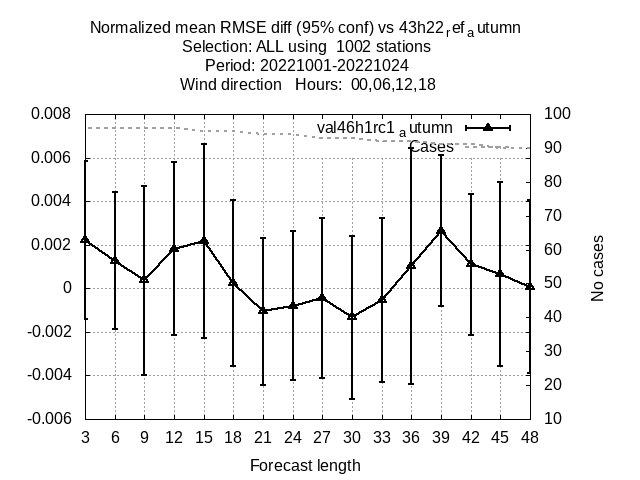 Normalized mean RMSE diff (95% conf) vs 43h22refautumn
Selection: ALL using  1002 stations
Period: 20221001-20221024
Wind direction   Hours:  00,06,12,18
0.008
0.006
0.004
0.002
0
-0.002
-0.004
-0.006
val46h1rc1autumn
Cases
100
90
80
70
60
50
40
30
20
10
No cases
3 6 9 12 15 18 21 24 27 30 33 36 39 42 45 48
Forecast length